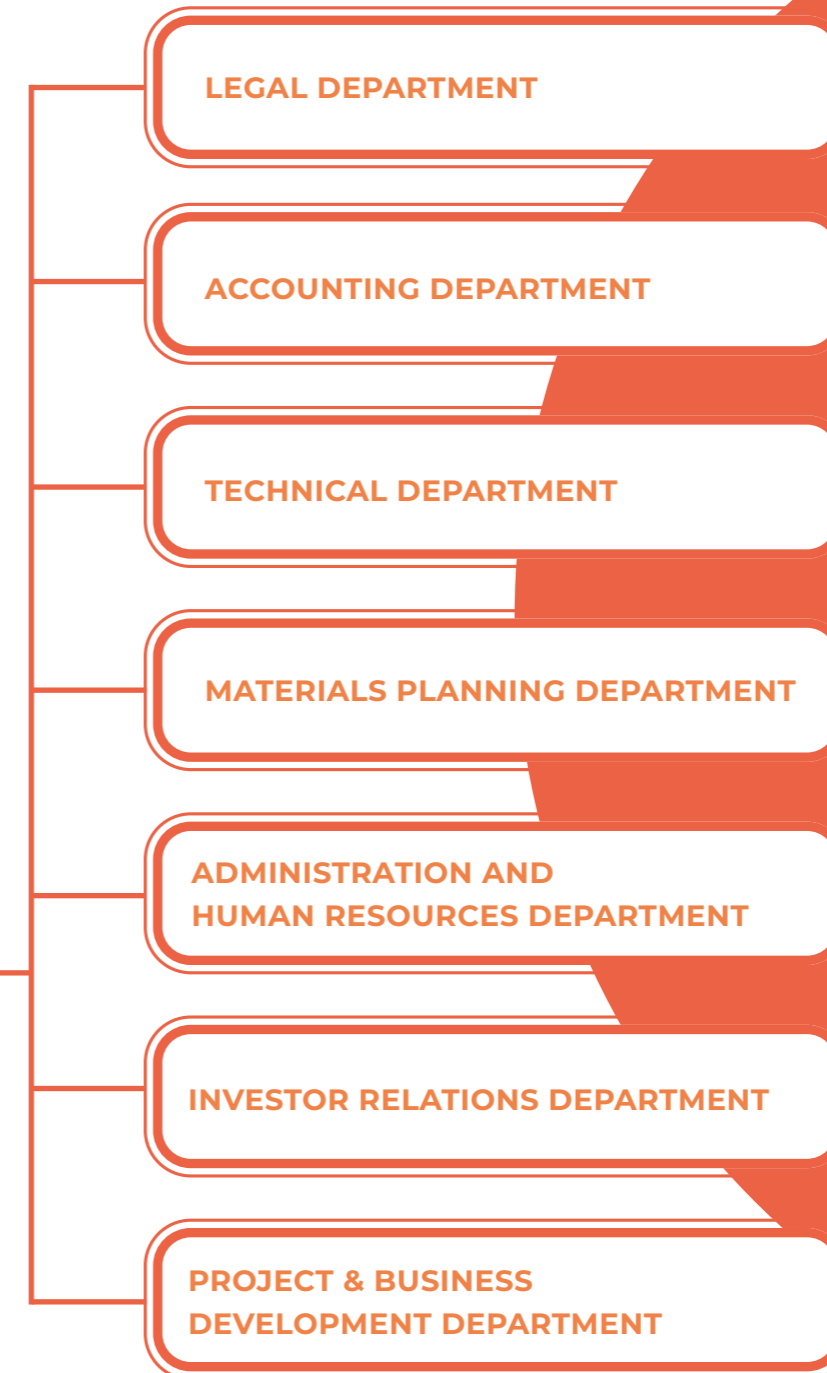 LEGAL DEPARTMENT
ACCOUNTING DEPARTMENT
TECHNICAL DEPARTMENT
MATERIALS PLANNING DEPARTMENT
ADMINISTRATION AND
HUMAN RESOURCES DEPARTMENT
INVESTOR RELATIONS DEPARTMENT
PROJECT & BUSINESS
DEVELOPMENT DEPARTMENT